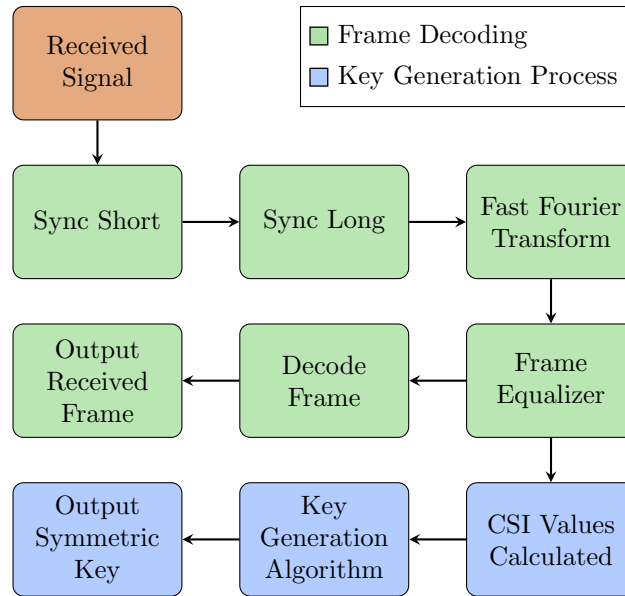 Received
Signal
Frame Decoding
Key Generation Process
Sync Short
Sync Long
Fast Fourier
Transform
Output
Received
Frame
Decode
Frame
Frame
Equalizer
Output
Symmetric
Key
Key
Generation
Algorithm
CSI Values
Calculated